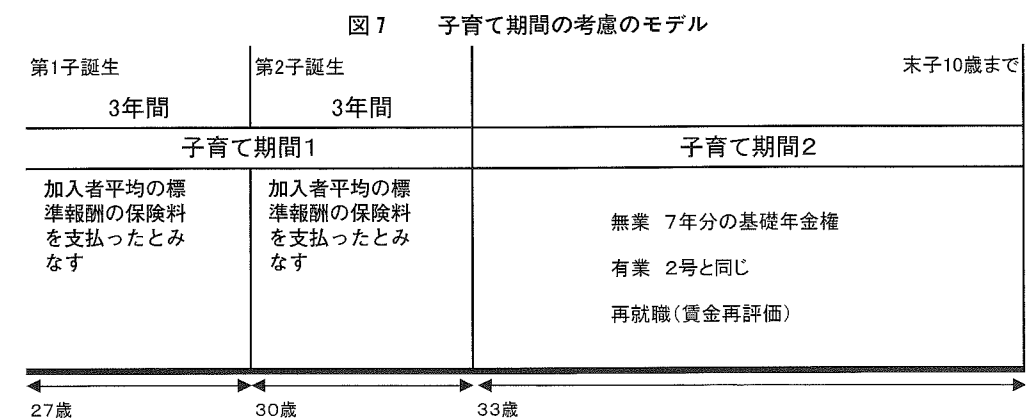 図7　子育て期間の考慮のモデル
第1子誕生
3年間
第2子誕生
3年間
末子10歳まで
子育て期間1
子育て期間2
加入者平均の標
準報酬の保険料
を支払ったとみ
なす
加入者平均の標
準報酬の保険料
を支払ったとみ
なす
無業　7年分の基礎年金権
有業　2号と同じ
再就職(賃金再評価)
27歳
30歳
33歳